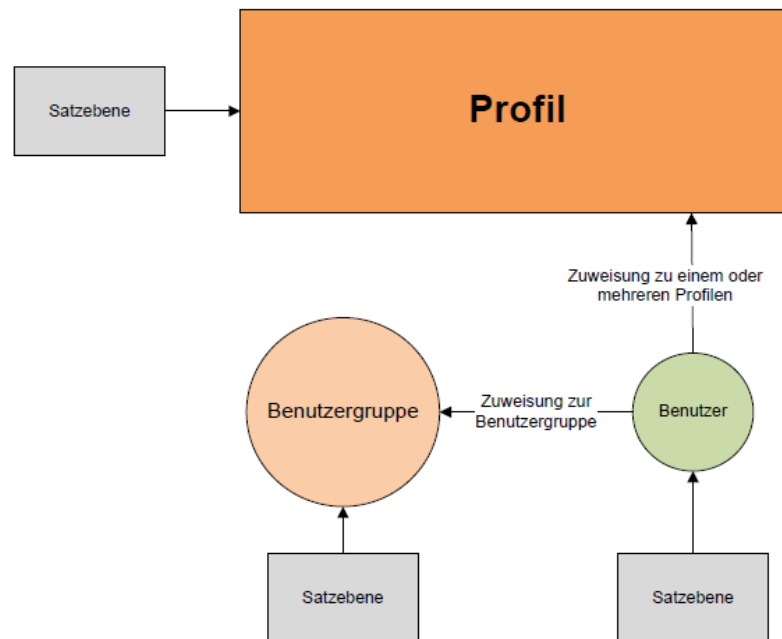 Profil
Satzebene
Zuweisung zu einem oder
mehreren Profilen
Benutzergruppe
Zuweisung zur
Benutzergruppe
Benutzer
Satzebene
Satzebene